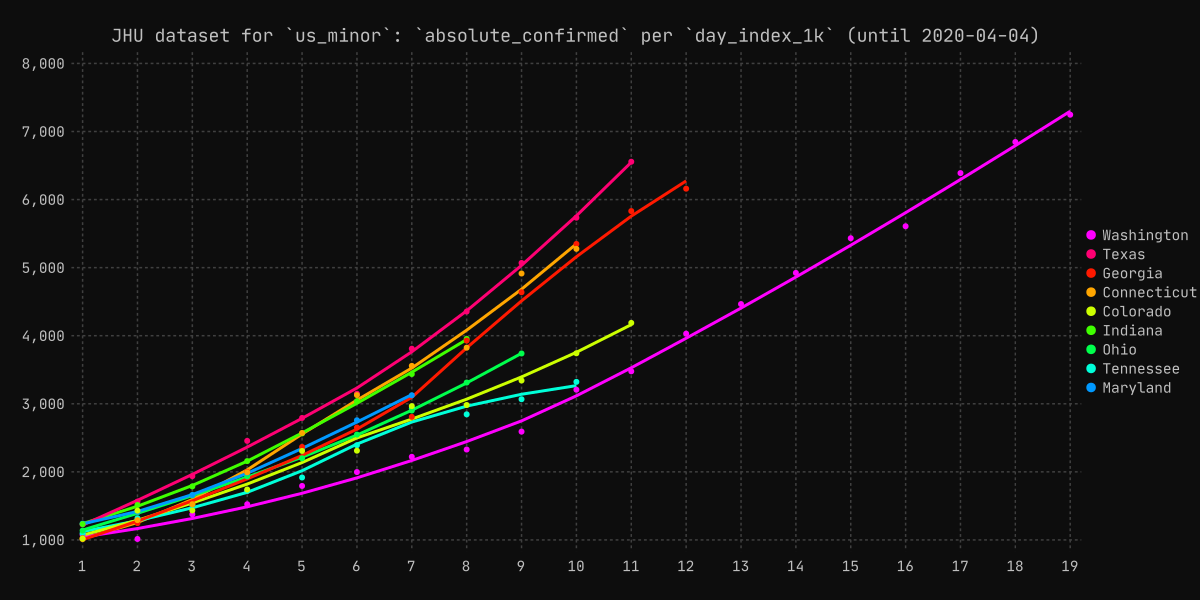 JHU dataset for `us_minor`: `absolute_confirmed` per `day_index_1k` (until 2020-04-04)
8,000
7,000
6,000
5,000
4,000
3,000
2,000
1,000
1 2 3 4 5 6 7 8 9 10 11 12 13 14 15 16 17 18 19
Washington
Texas
Georgia
Connecticut
Colorado
Indiana
Ohio
Tennessee
Maryland